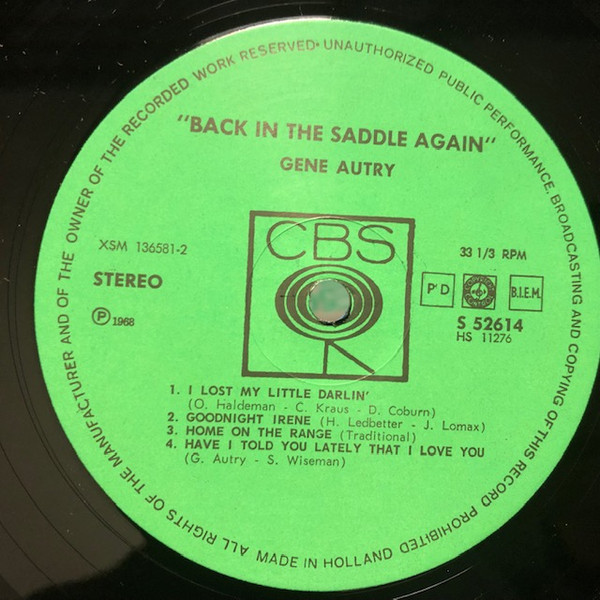 ALL RIGHTS OF THE MANUFACTURER AND OF THE OWNER OF THE RECORDED WORK RESERVED· UNAUTHORIZED PUBLIC PERFORMANCE, BROADCASTING AND COPYING OF THIS RECORD PROHIBITED
"BACK IN THE SADDLE AGAIN"
GENE AUTRY
CBS
XSM 136581-2
33 1/3 RPM
STEREO
P'D
B.I.E.M.
Ⓟ 1968
S 52614
HS 11276
1. I LOST MY LITTLE DARLIN'
(O. Haldeman - C. Kraus - D. Coburn)
2. GOODNIGHT IRENE (H. Ledbetter - J. Lomax)
3. HOME ON THE RANGE (Traditional)
4. HAVE I TOLD YOU LATELY THAT I LOVE YOU
(G. Autry - S. Wiseman)
MADE IN HOLLAND